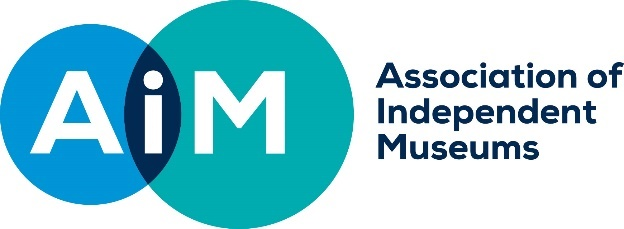 AiM
Association of
Independent
Museums